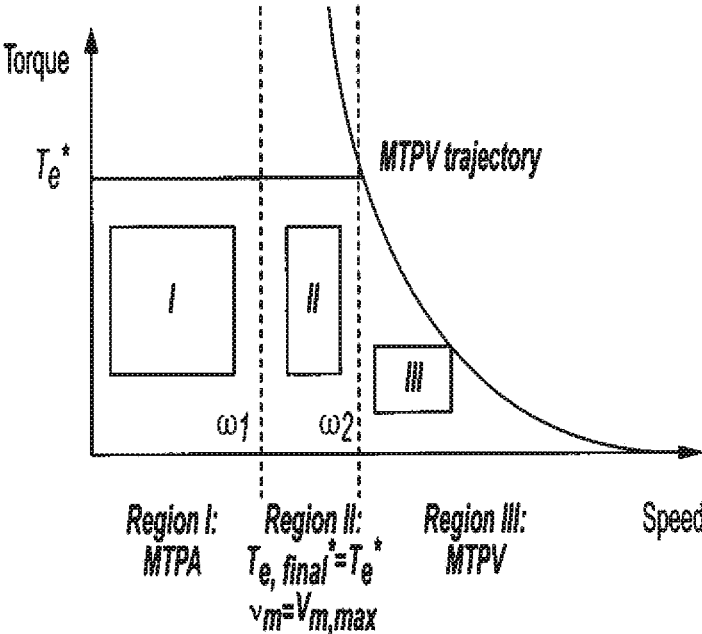 Torque
Te*
MTPV trajectory
I
II
III
ω1
ω2
Region I:
MTPA
Region II:
Te, final*=Te*
νm=Vm,max
Region III:
MTPV
Speed